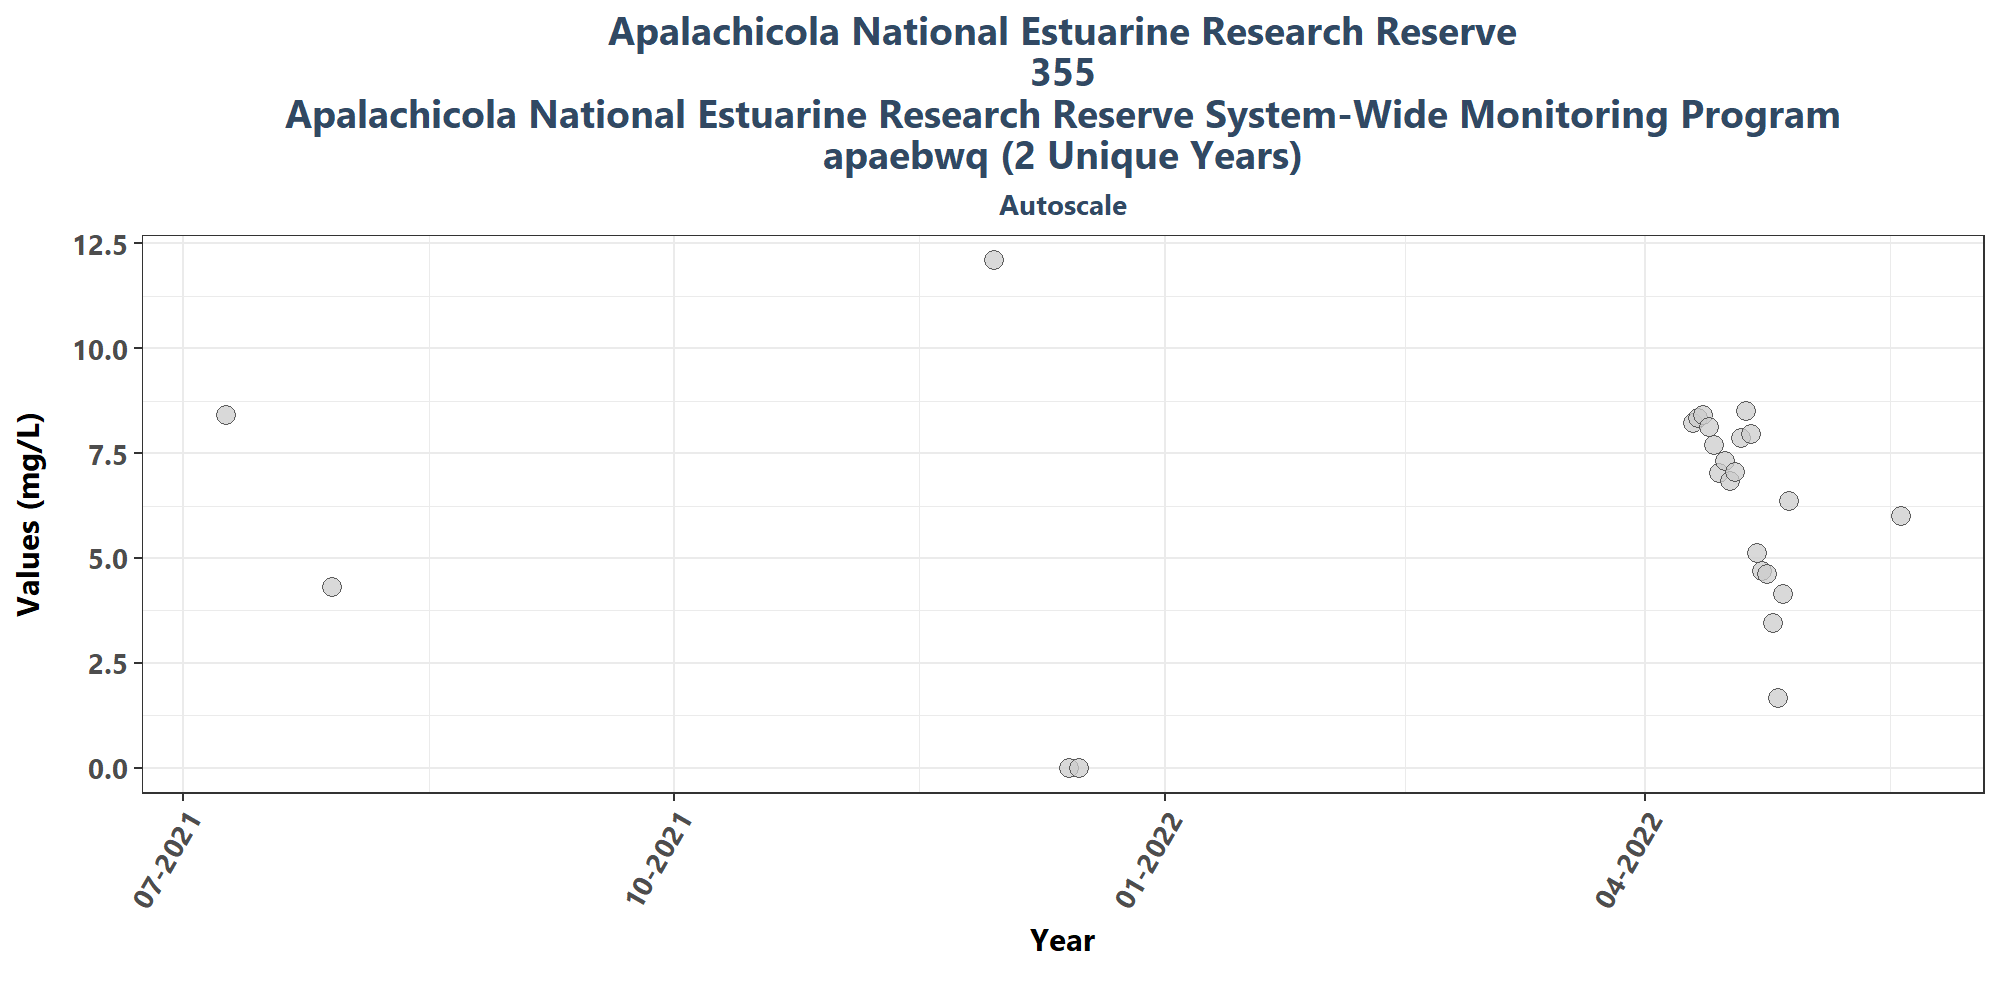 Apalachicola National Estuarine Research Reserve
355
Apalachicola National Estuarine Research Reserve System-Wide Monitoring Program
apaebwq (2 Unique Years)
Autoscale
Values (mg/L)
12.5
10.0
7.5
5.0
2.5
0.0
07-2021
10-2021
01-2022
04-2022
Year